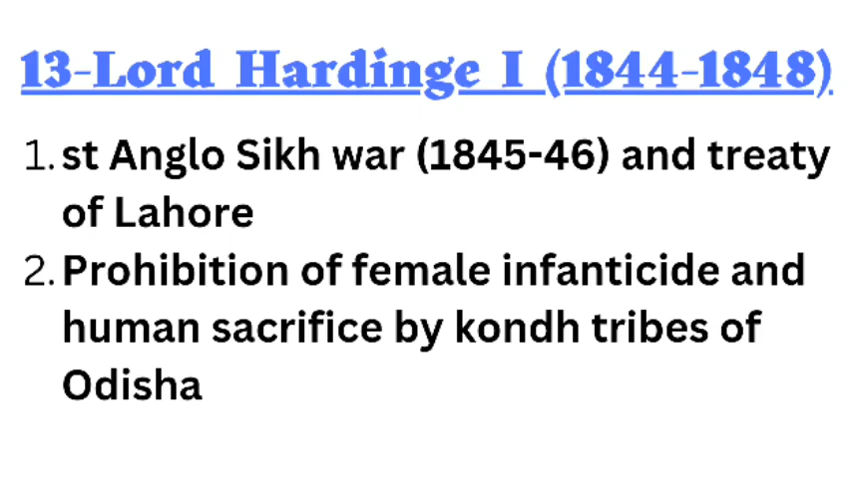 13-Lord Hardinge I (1844-1848)
1. st Anglo Sikh war (1845-46) and treaty
of Lahore
2. Prohibition of female infanticide and
human sacrifice by kondh tribes of
Odisha